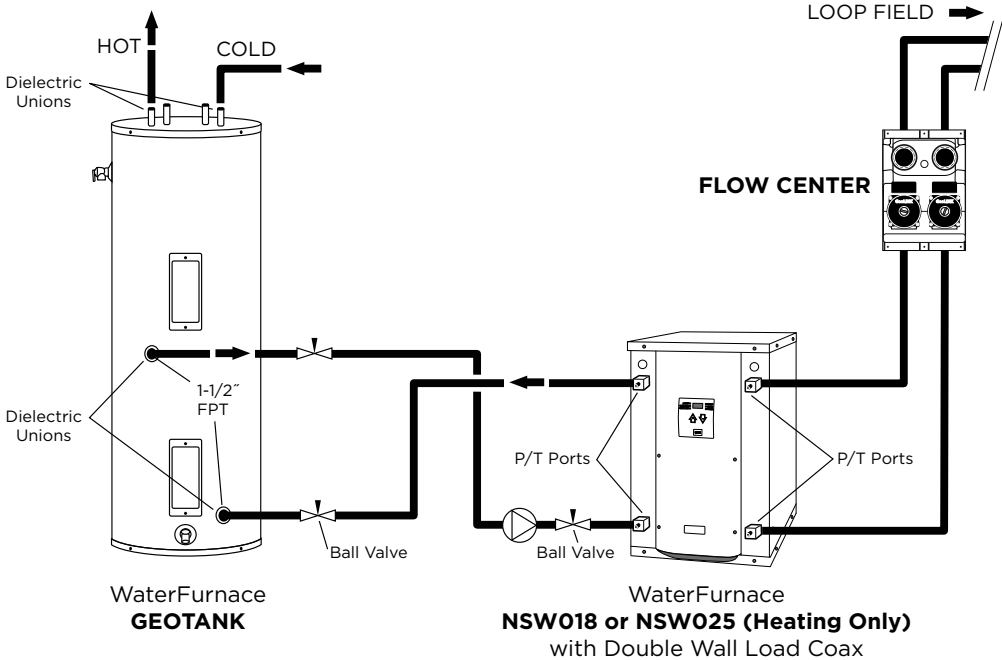 LOOP FIELD
HOT
COLD
Dielectric
Unions
FLOW CENTER
1-1/2˝
FPT
Dielectric
Unions
P/T Ports
P/T Ports
Ball Valve
Ball Valve
WaterFurnace
GEOTANK
WaterFurnace
NSW018 or NSW025 (Heating Only)
with Double Wall Load Coax